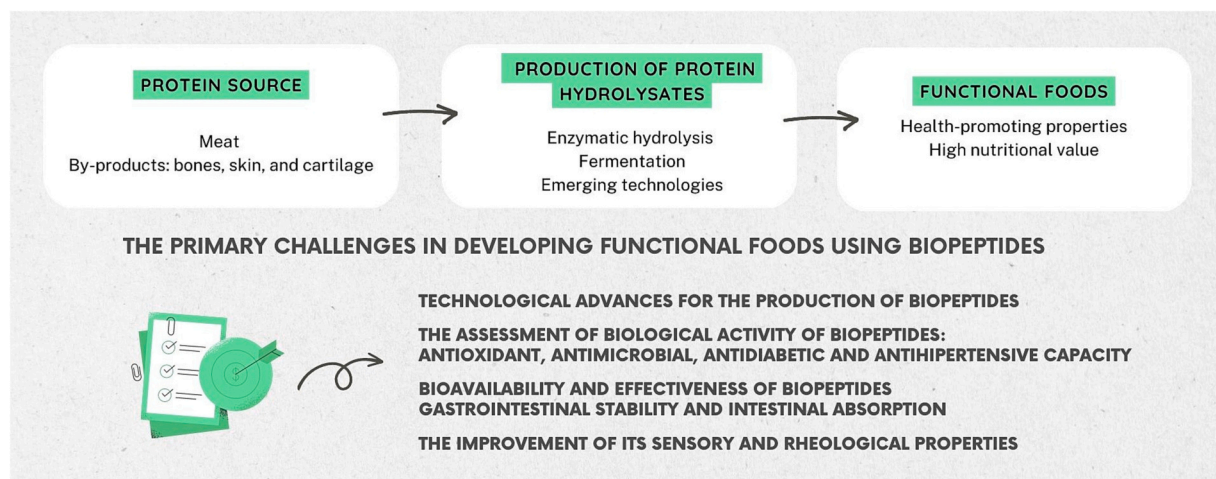 PROTEIN SOURCE
Meat
By-products: bones, skin, and cartilage
PRODUCTION OF PROTEIN
HYDROLYSATES
Enzymatic hydrolysis
Fermentation
Emerging technologies
FUNCTIONAL FOODS
Health-promoting properties
High nutritional value
THE PRIMARY CHALLENGES IN DEVELOPING FUNCTIONAL FOODS USING BIOPEPTIDES
TECHNOLOGICAL ADVANCES FOR THE PRODUCTION OF BIOPEPTIDES
THE ASSESSMENT OF BIOLOGICAL ACTIVITY OF BIOPEPTIDES:
ANTIOXIDANT, ANTIMICROBIAL, ANTIDIABETIC AND ANTIHIPERTENSIVE CAPACITY
BIOAVAILABILITY AND EFFECTIVENESS OF BIOPEPTIDES
GASTROINTESTINAL STABILITY AND INTESTINAL ABSORPTION
THE IMPROVEMENT OF ITS SENSORY AND RHEOLOGICAL PROPERTIES
$